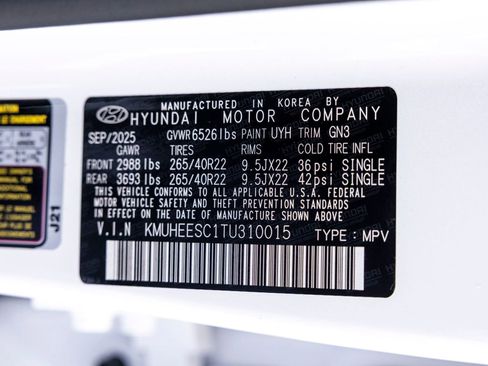 MANUFACTURED IN KOREA BY
HYUNDAI MOTOR COMPANY
SEP/2025 GVWR 6526 lbs PAINT UYH TRIM GN3
GAWR TIRES RIMS COLD TIRE INFL
FRONT 2988 lbs 265/40R22 9.5JX22 36psi SINGLE
REAR 3693 lbs 265/40R22 9.5JX22 42psi SINGLE
THIS VEHICLE CONFORMS TO ALL APPLICABLE U.S.A. FEDERAL
MOTOR VEHICLE SAFETY AND THEFT PREVENTION STANDARDS
IN EFFECT ON THE DATE OF MANUFACTURE SHOWN ABOVE
V.I.N KMUHEESC1TU310015 TYPE : MPV
J21